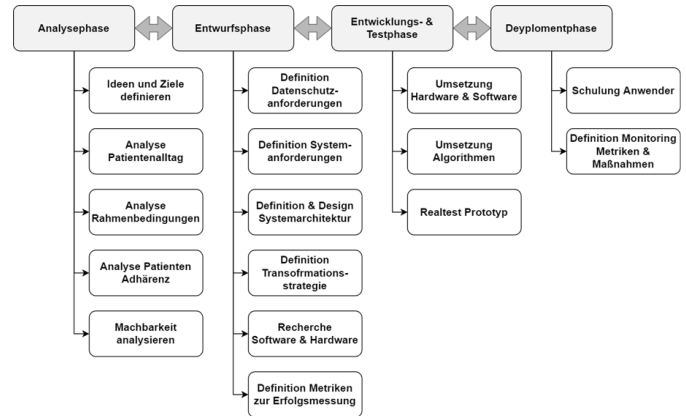 Analysephase
Entwurfsphase
Entwicklungs- &
Testphase
Deyplomentphase
Ideen und Ziele
definieren
Analyse
Patientenalltag
Analyse
Rahmenbedingungen
Analyse Patienten
Adhärenz
Machbarkeit
analysieren
Definition
Datenschutz-
anforderungen
Definition System-
anforderungen
Definition & Design
Systemarchitektur
Definition
Transofrmations-
strategie
Recherche
Software & Hardware
Definition Metriken
zur Erfolgsmessung
Umsetzung
Hardware & Software
Umsetzung
Algorithmen
Realtest Prototyp
Schulung Anwender
Definition Monitoring
Metriken &
Maßnahmen